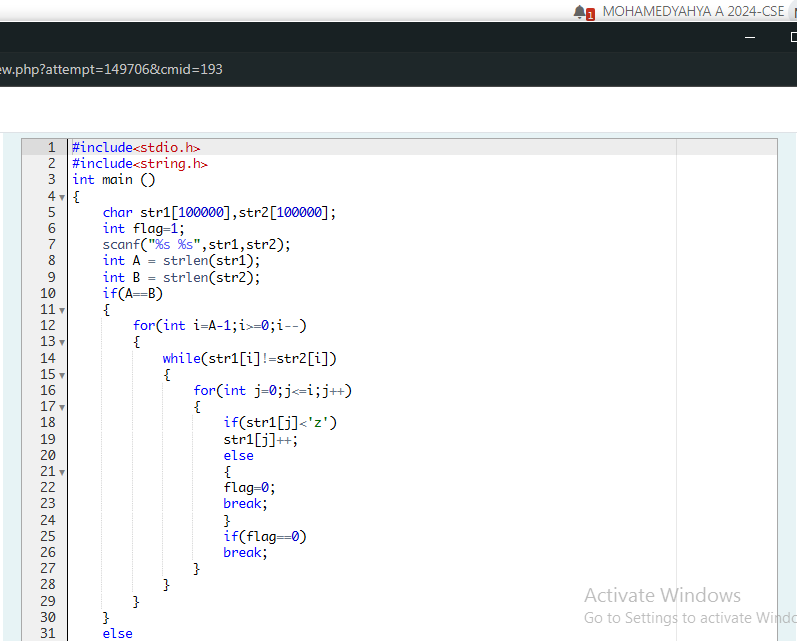 1 MOHAMEDYAHYA A 2024-CSE
ew.php?attempt=149706&cmid=193
1 #include<stdio.h>
2 #include<string.h>
3 int main ()
4 {
5 char str1[100000],str2[100000];
6 int flag=1;
7 scanf("%s %s",str1,str2);
8 int A = strlen(str1);
9 int B = strlen(str2);
10 if(A==B)
11 {
12 for(int i=A-1;i>=0;i--)
13 {
14 while(str1[i]!=str2[i])
15 {
16 for(int j=0;j<=i;j++)
17 {
18 if(str1[j]<'z')
19 str1[j]++;
20 else
21 {
22 flag=0;
23 break;
24 }
25 if(flag==0)
26 break;
27 }
28 }
29 }
30 }
31 else
Activate Windows
Go to Settings to activate Windo